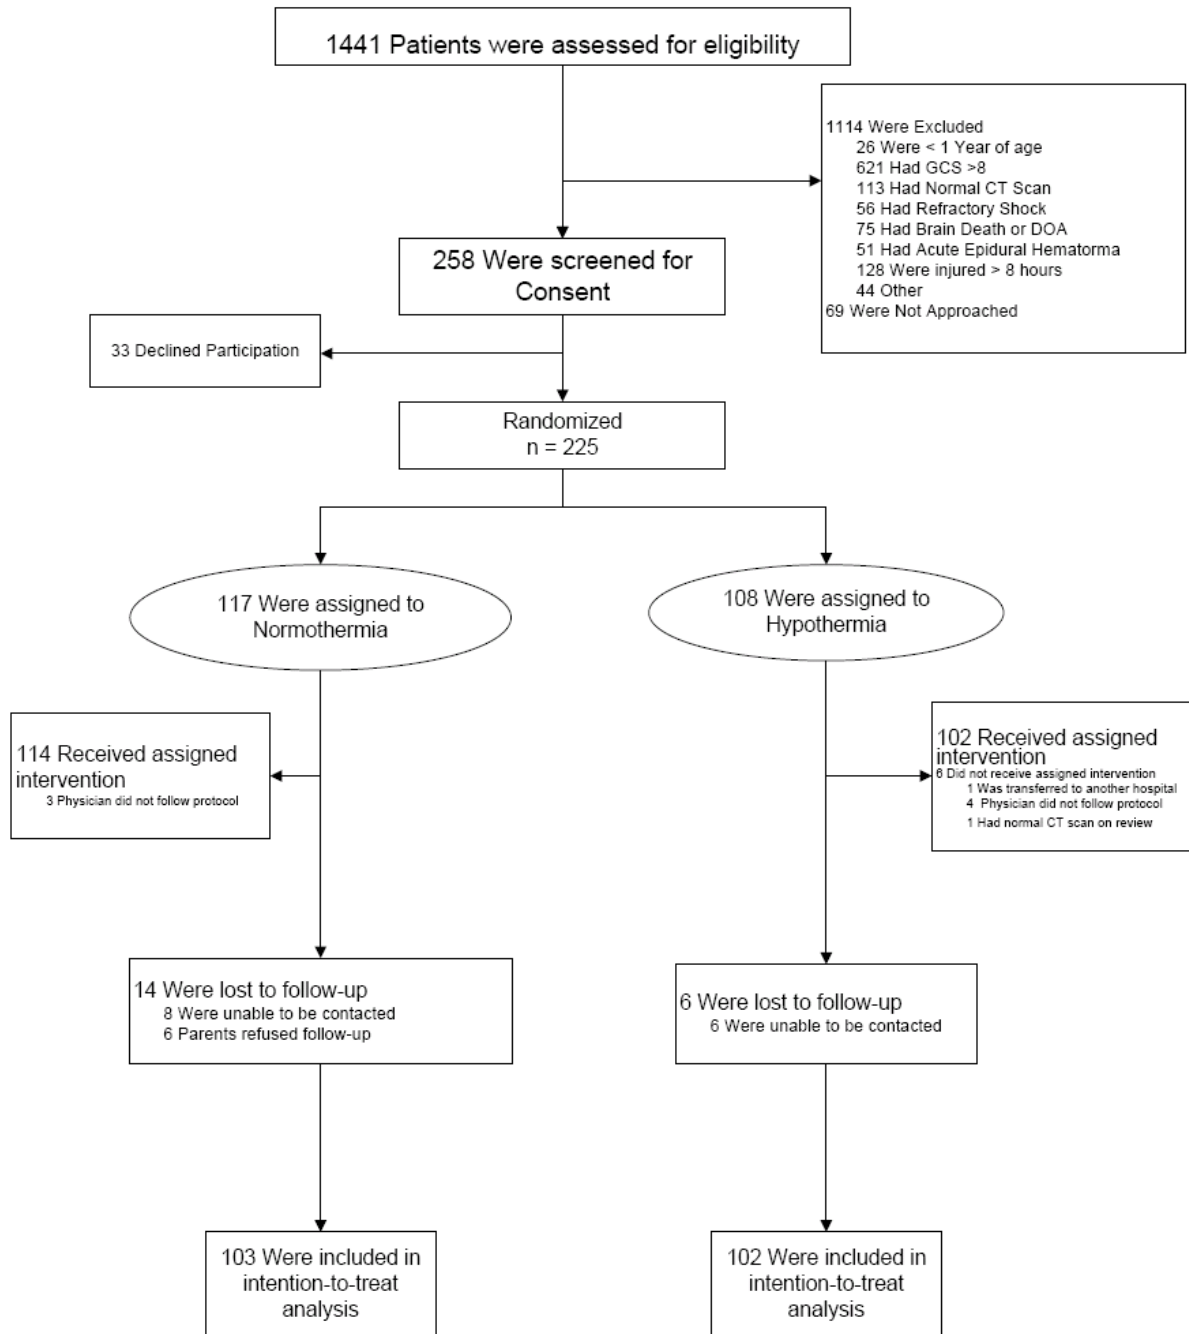 1441 Patients were assessed for eligibility
1114 Were Excluded
26 Were < 1 Year of age
621 Had GCS >8
113 Had Normal CT Scan
56 Had Refractory Shock
75 Had Brain Death or DOA
51 Had Acute Epidural Hematorma
128 Were injured > 8 hours
44 Other
69 Were Not Approached
258 Were screened for
Consent
33 Declined Participation
Randomized
n = 225
117 Were assigned to
Normothermia
108 Were assigned to
Hypothermia
114 Received assigned
intervention
3 Physician did not follow protocol
102 Received assigned
intervention
6 Did not receive assigned intervention
1 Was transferred to another hospital
4 Physician did not follow protocol
1 Had normal CT scan on review
14 Were lost to follow-up
8 Were unable to be contacted
6 Parents refused follow-up
6 Were lost to follow-up
6 Were unable to be contacted
103 Were included in
intention-to-treat
analysis
102 Were included in
intention-to-treat
analysis